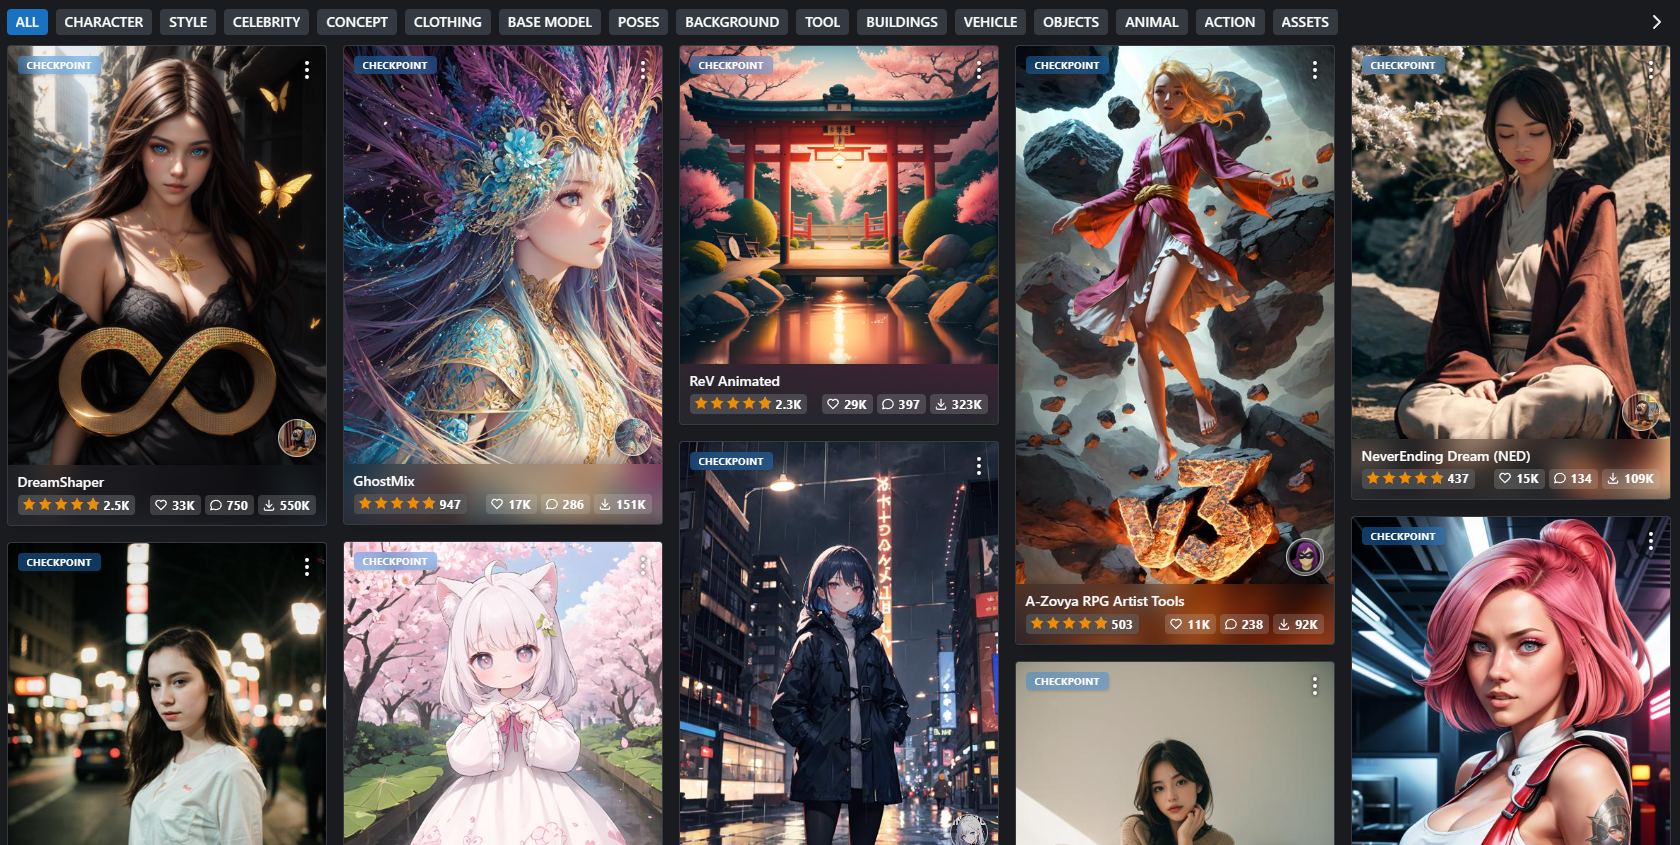 ALL CHARACTER STYLE CELEBRITY CONCEPT CLOTHING BASE MODEL POSES BACKGROUND TOOL BUILDINGS VEHICLE OBJECTS ANIMAL ACTION ASSETS
CHECKPOINT
DreamShaper
2.5K 33K 750 550K
CHECKPOINT
CHECKPOINT
GhostMix
947 17K 286 151K
CHECKPOINT
CHECKPOINT
ReV Animated
2.3K 29K 397 323K
CHECKPOINT
CHECKPOINT
V3
A-Zovya RPG Artist Tools
503 11K 238 92K
CHECKPOINT
CHECKPOINT
NeverEnding Dream (NED)
437 15K 134 109K
CHECKPOINT